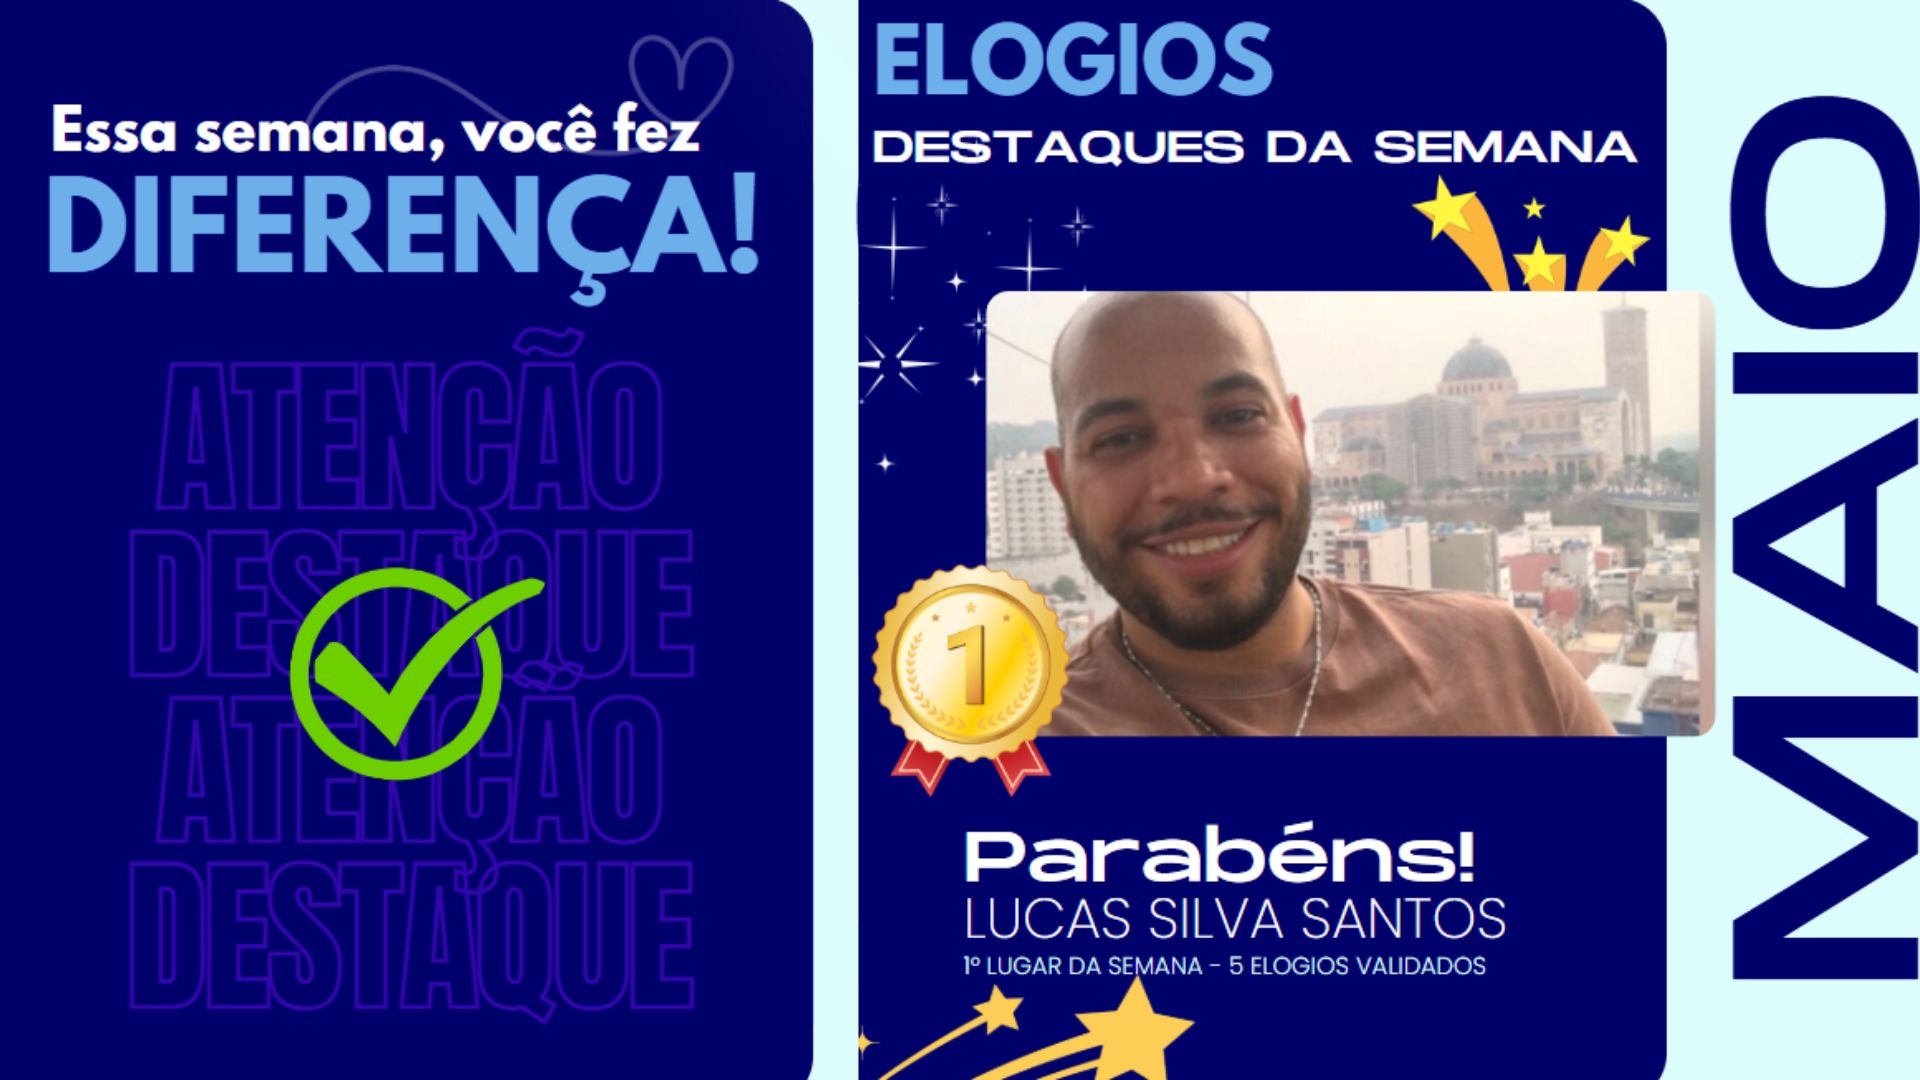 Essa semana, você fez
DIFERENÇA!
ATENÇÃO
DESTAQUE
ATENÇÃO
DESTAQUE
ELOGIOS
DESTAQUES DA SEMANA
1
Parabéns!
LUCAS SILVA SANTOS
1º LUGAR DA SEMANA - 5 ELOGIOS VALIDADOS
MAIO